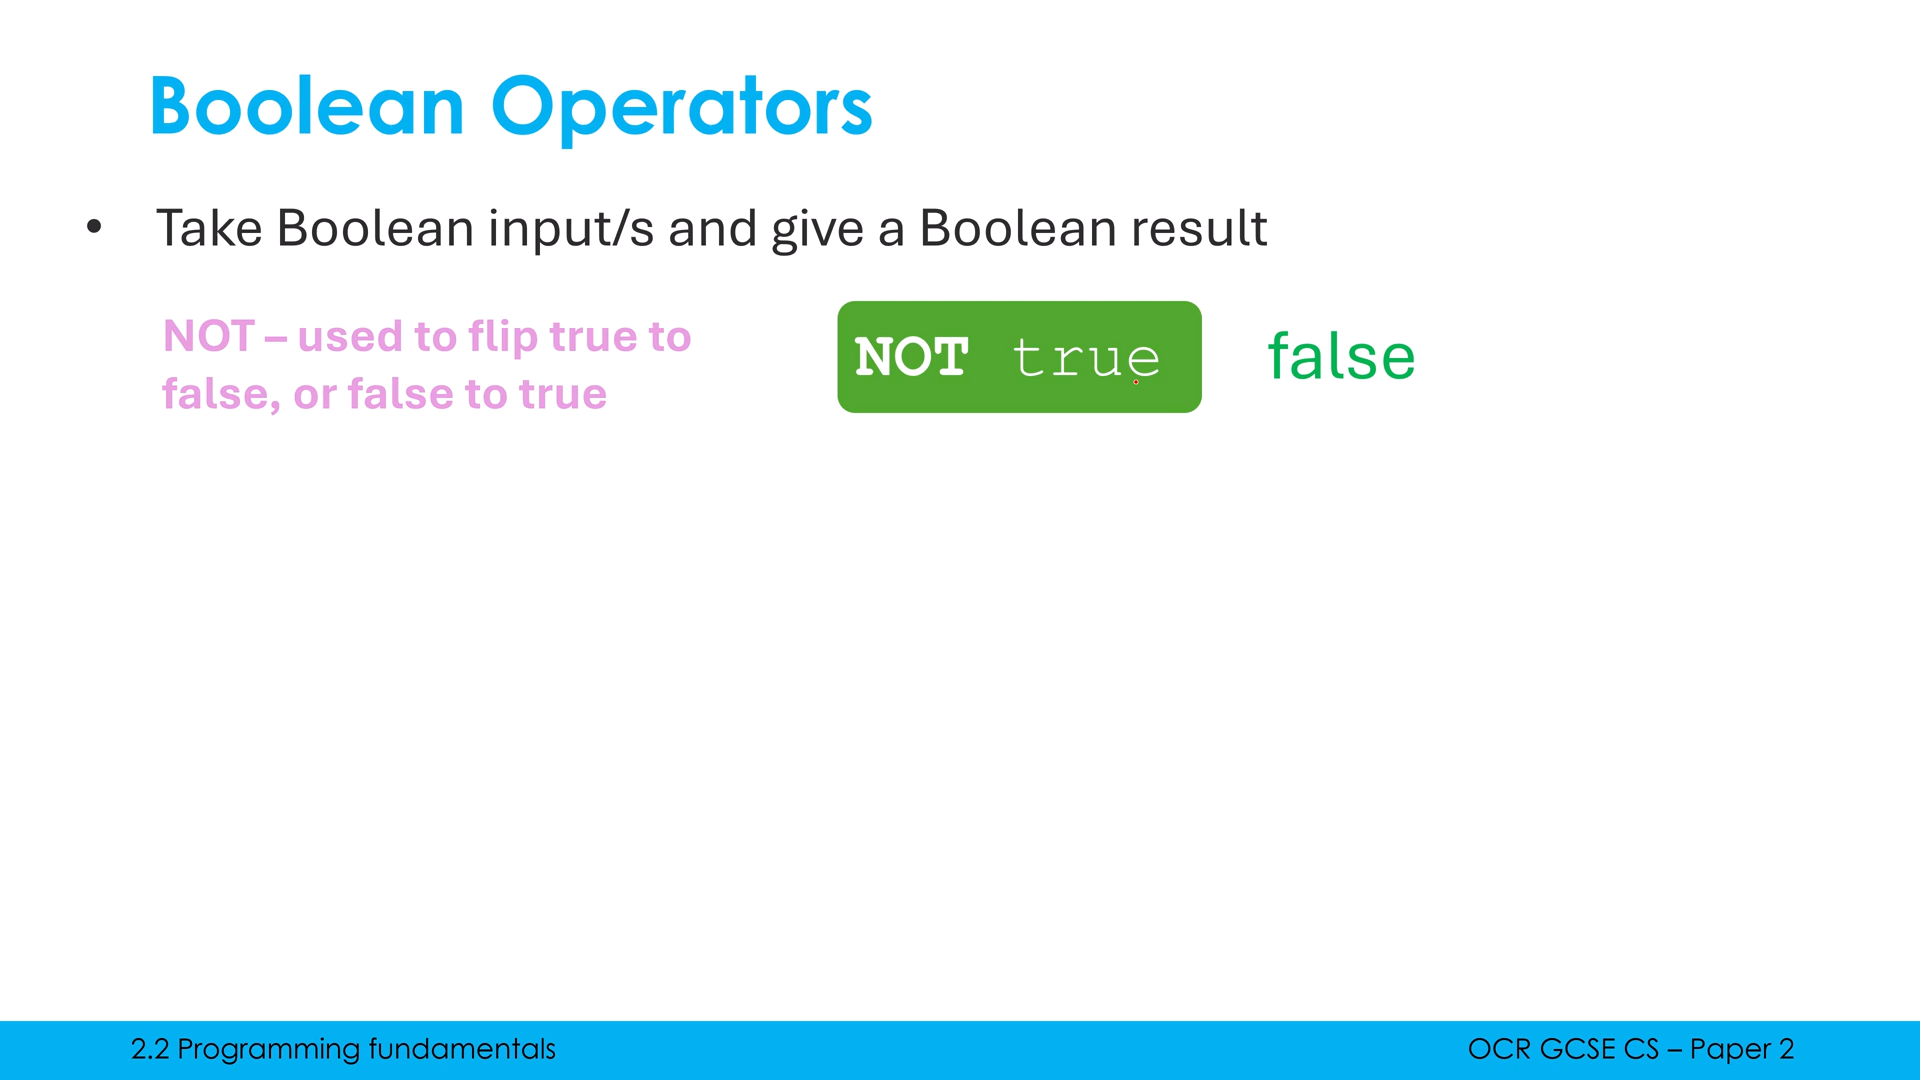 Boolean Operators
• Take Boolean input/s and give a Boolean result
NOT – used to flip true to
false, or false to true
NOT true
false
2.2 Programming fundamentals
OCR GCSE CS – Paper 2